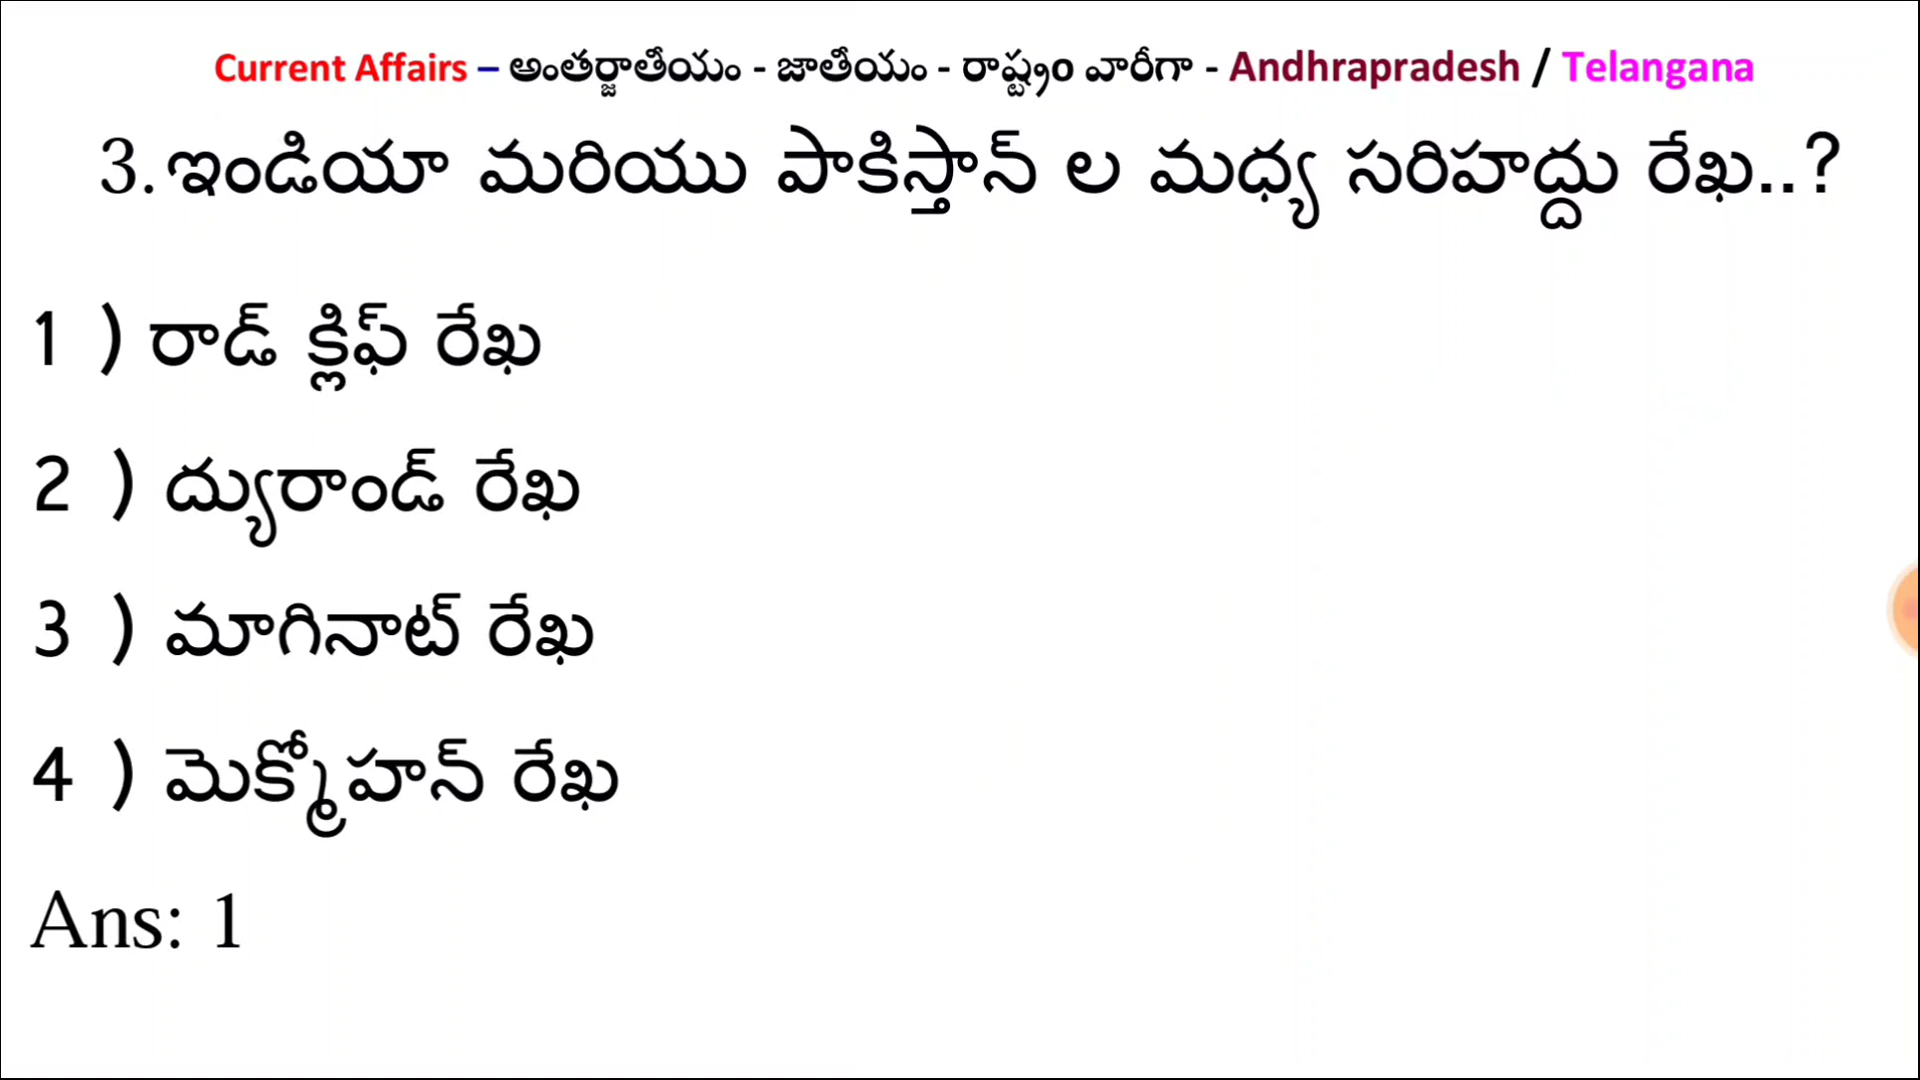 Current Affairs – అంతర్జాతీయం - జాతీయం - రాష్ట్రం వారీగా - Andhrapradesh / Telangana
3. ఇండియా మరియు పాకిస్తాన్ ల మధ్య సరిహద్దు రేఖ..?
1 ) రాడ్ క్లిఫ్ రేఖ
2 ) ద్యురాండ్ రేఖ
3 ) మాగినాట్ రేఖ
4 ) మెక్మోహన్ రేఖ
Ans: 1